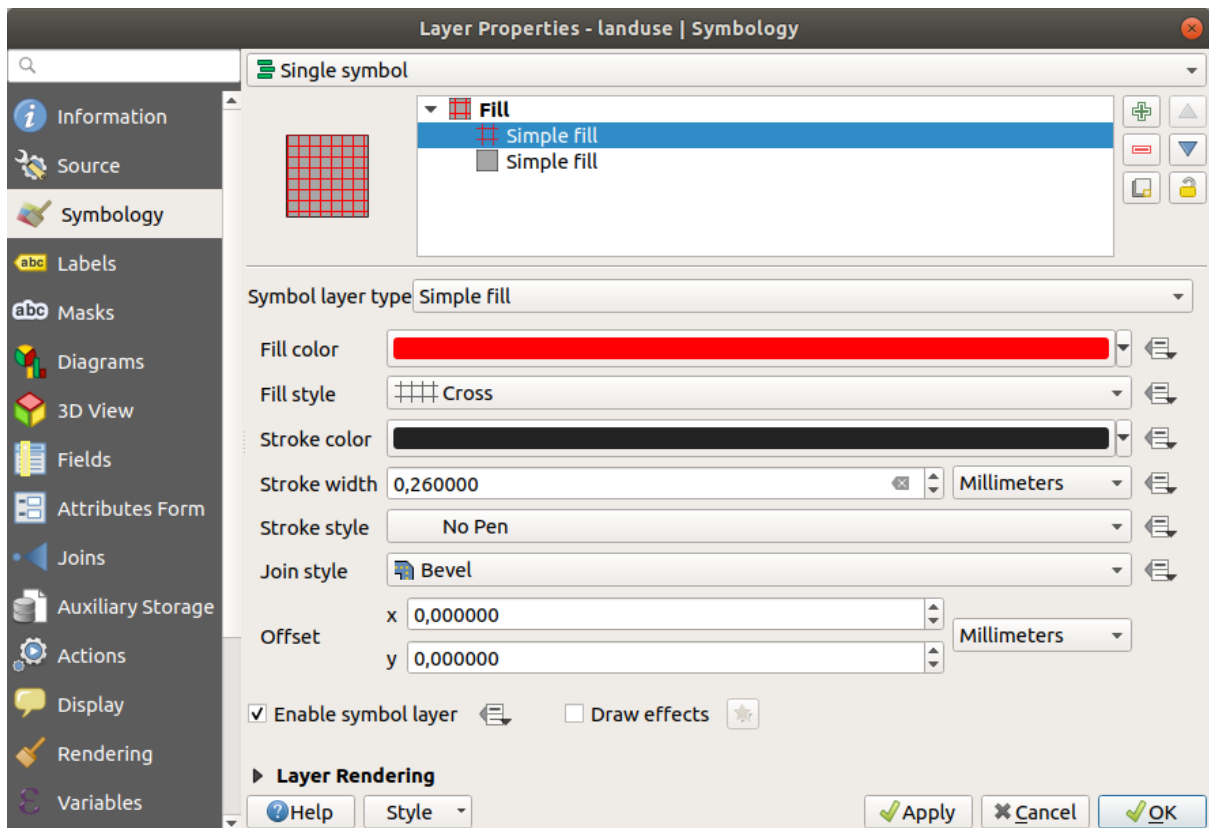 Layer Properties - landuse | Symbology
Single symbol
Information
Source
Symbology
Labels
Masks
Diagrams
3D View
Fields
Attributes Form
Joins
Auxiliary Storage
Actions
Display
Rendering
Variables
Fill
Simple fill
Simple fill
Symbol layer type Simple fill
Fill color
Fill style Cross
Stroke color
Stroke width 0,260000 Millimeters
Stroke style No Pen
Join style Bevel
Offset x 0,000000 Millimeters
y 0,000000
Enable symbol layer Draw effects
Layer Rendering
Help Style Apply Cancel OK
abc
abc